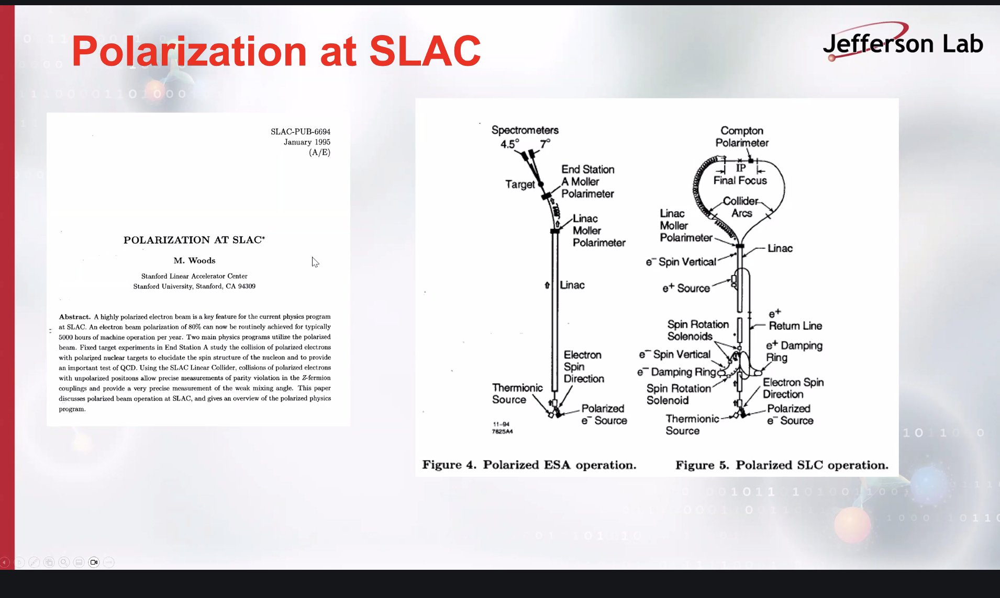 Polarization at SLAC
Jefferson Lab
SLAC-PUB-6694
January 1995
(A/E)
POLARIZATION AT SLAC*
M. Woods
Stanford Linear Accelerator Center
Stanford University, Stanford, CA 94309
Abstract. A highly polarized electron beam is a key feature for the current physics program
at SLAC. An electron beam polarization of 80% can now be routinely achieved for typically
5000 hours of machine operation per year. Two main physics programs utilize the polarized
beam. Fixed target experiments in End Station A study the collision of polarized electrons
with polarized nuclear targets to elucidate the spin structure of the nucleon and to provide
an important test of QCD. Using the SLAC Linear Collider, collisions of polarized electrons
with unpolarized positrons allow precise measurements of parity violation in the Z-fermion
couplings and provide a very precise measurement of the weak mixing angle. This paper
discusses polarized beam operation at SLAC, and gives an overview of the polarized physics
program.
Spectrometers
4.5° 7°
End Station
A Moller
Polarimeter
Target
Linac
Moller
Polarimeter
Linac
Electron
Spin
Direction
Thermionic
Source
Polarized
e⁻ Source
11-94
7825A4
Figure 4. Polarized ESA operation.
Compton
Polarimeter
IP
Final Focus
Collider
Arcs
Linac
Moller
Polarimeter
Linac
e⁻ Spin Vertical
e⁺ Source
e⁺
Return Line
Spin Rotation
Solenoids
e⁺ Damping
Ring
e⁻ Spin Vertical
e⁻ Damping Ring
Spin Rotation
Solenoid
Electron Spin
Direction
Polarized
e⁻ Source
Thermionic
Source
Figure 5. Polarized SLC operation.